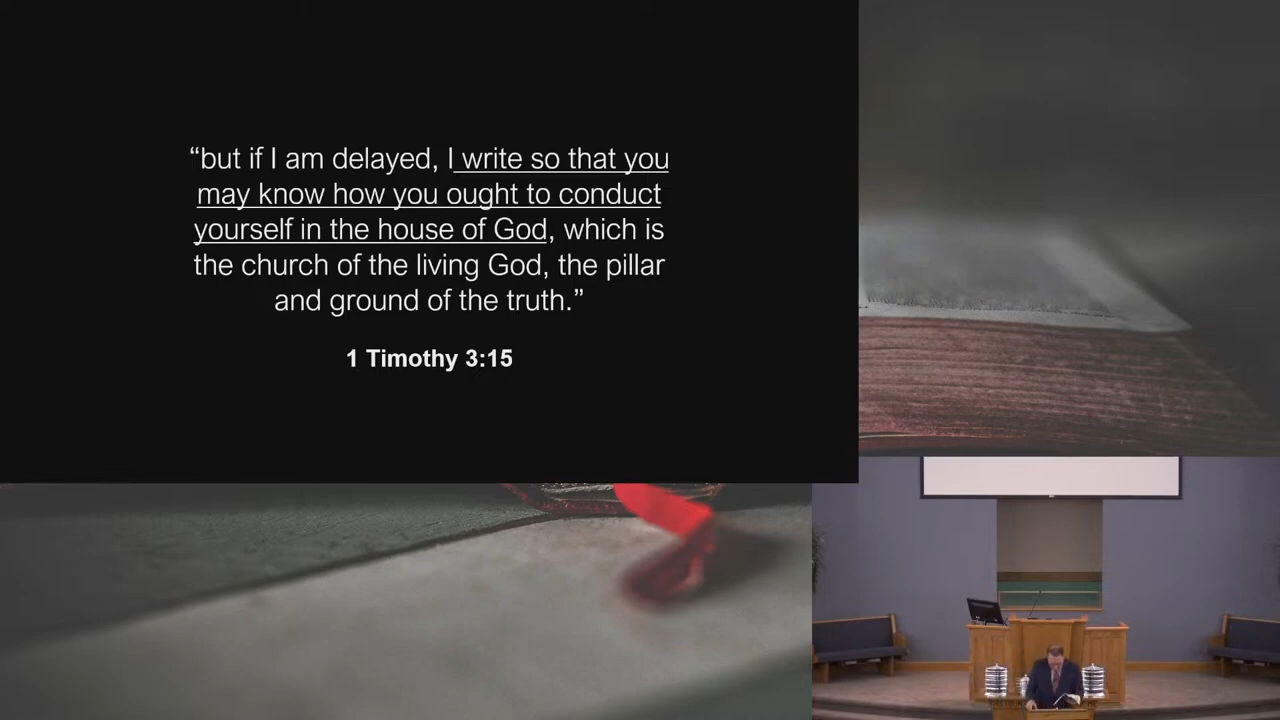 “but if I am delayed, I write so that you
may know how you ought to conduct
yourself in the house of God, which is
the church of the living God, the pillar
and ground of the truth.”
1 Timothy 3:15